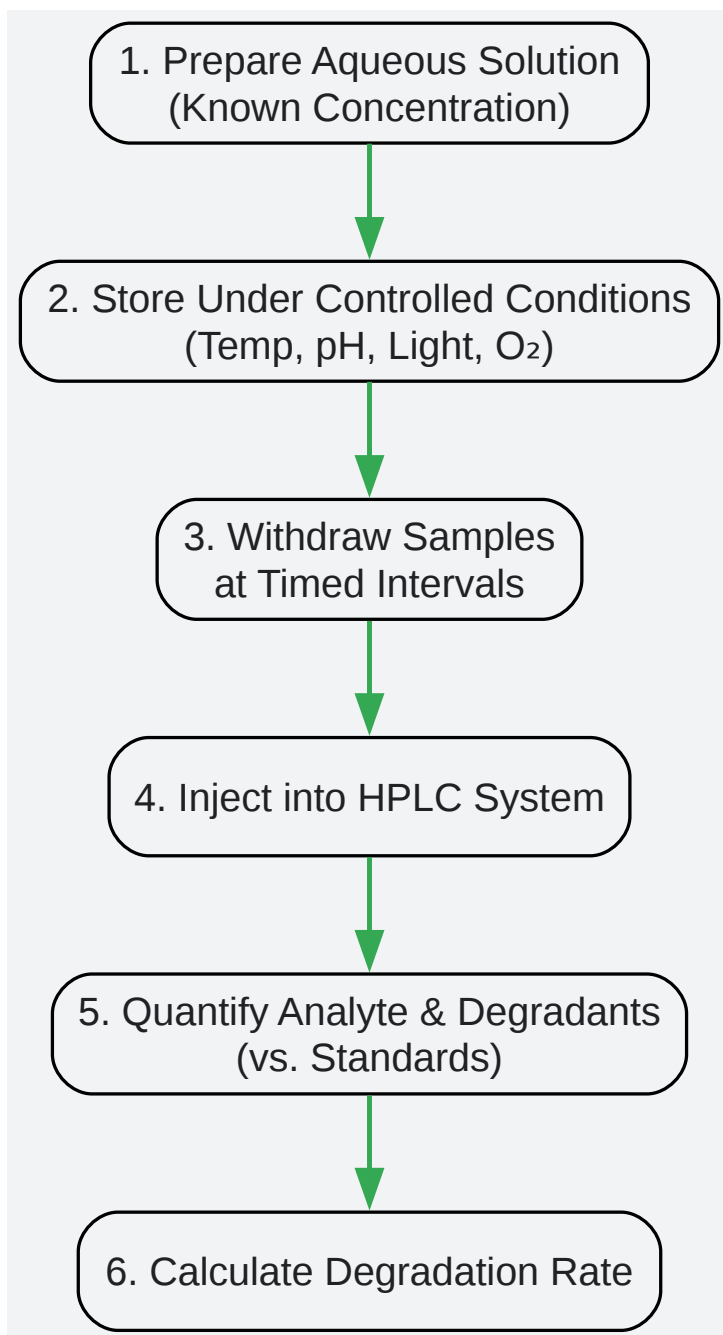 1. Prepare Aqueous Solution
(Known Concentration)
2. Store Under Controlled Conditions
(Temp, pH, Light, O₂)
3. Withdraw Samples
at Timed Intervals
4. Inject into HPLC System
5. Quantify Analyte & Degradants
(vs. Standards)
6. Calculate Degradation Rate